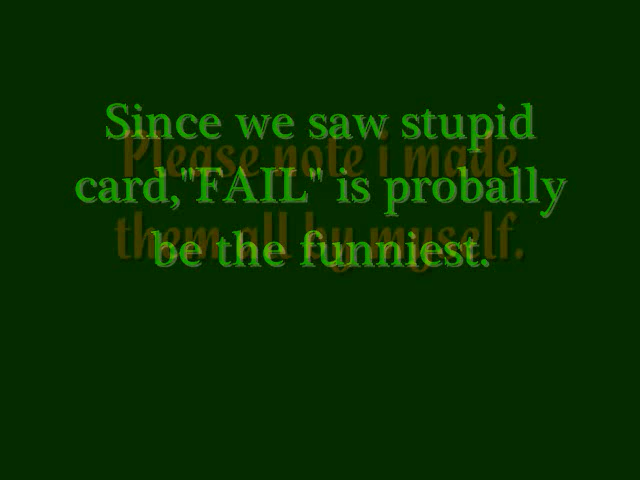 Since we saw stupid
card,"FAIL" is probally
be the funniest.
Please note i made
them all by myself.